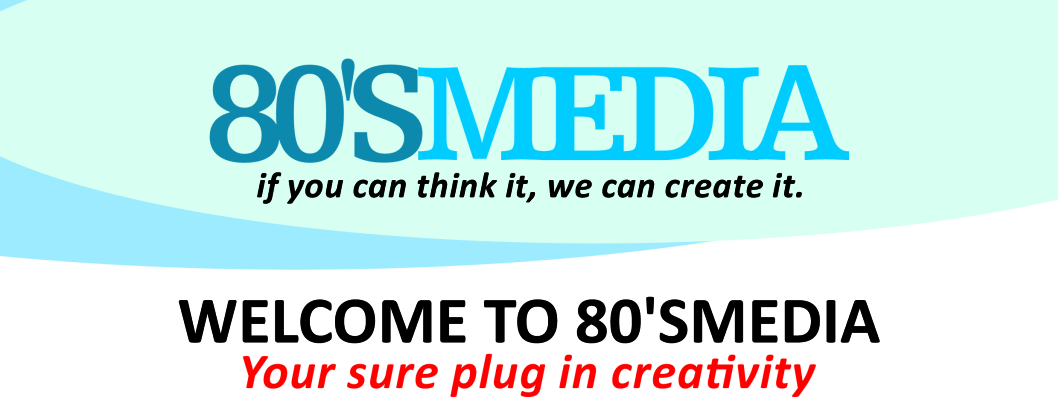 80'SMEDIA
if you can think it, we can create it.
WELCOME TO 80'SMEDIA
Your sure plug in creativity